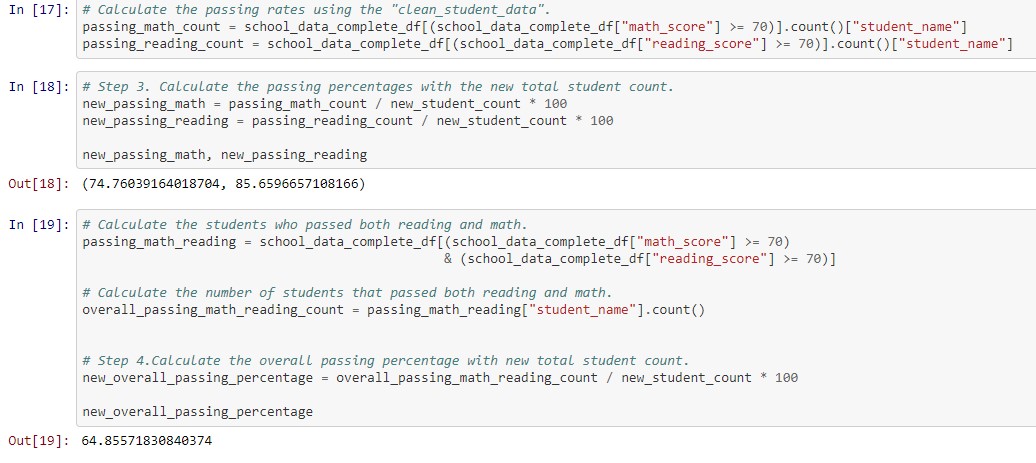 In [17]: # Calculate the passing rates using the "clean_student_data".
passing_math_count = school_data_complete_df[(school_data_complete_df["math_score"] >= 70)].count()["student_name"]
passing_reading_count = school_data_complete_df[(school_data_complete_df["reading_score"] >= 70)].count()["student_name"]
In [18]: # Step 3. Calculate the passing percentages with the new total student count.
new_passing_math = passing_math_count / new_student_count * 100
new_passing_reading = passing_reading_count / new_student_count * 100
new_passing_math, new_passing_reading
Out[18]: (74.76039164018704, 85.6596657108166)
In [19]: # Calculate the students who passed both reading and math.
passing_math_reading = school_data_complete_df[(school_data_complete_df["math_score"] >= 70)
& (school_data_complete_df["reading_score"] >= 70)]
# Calculate the number of students that passed both reading and math.
overall_passing_math_reading_count = passing_math_reading["student_name"].count()
# Step 4.Calculate the overall passing percentage with new total student count.
new_overall_passing_percentage = overall_passing_math_reading_count / new_student_count * 100
new_overall_passing_percentage
Out[19]: 64.85571830840374